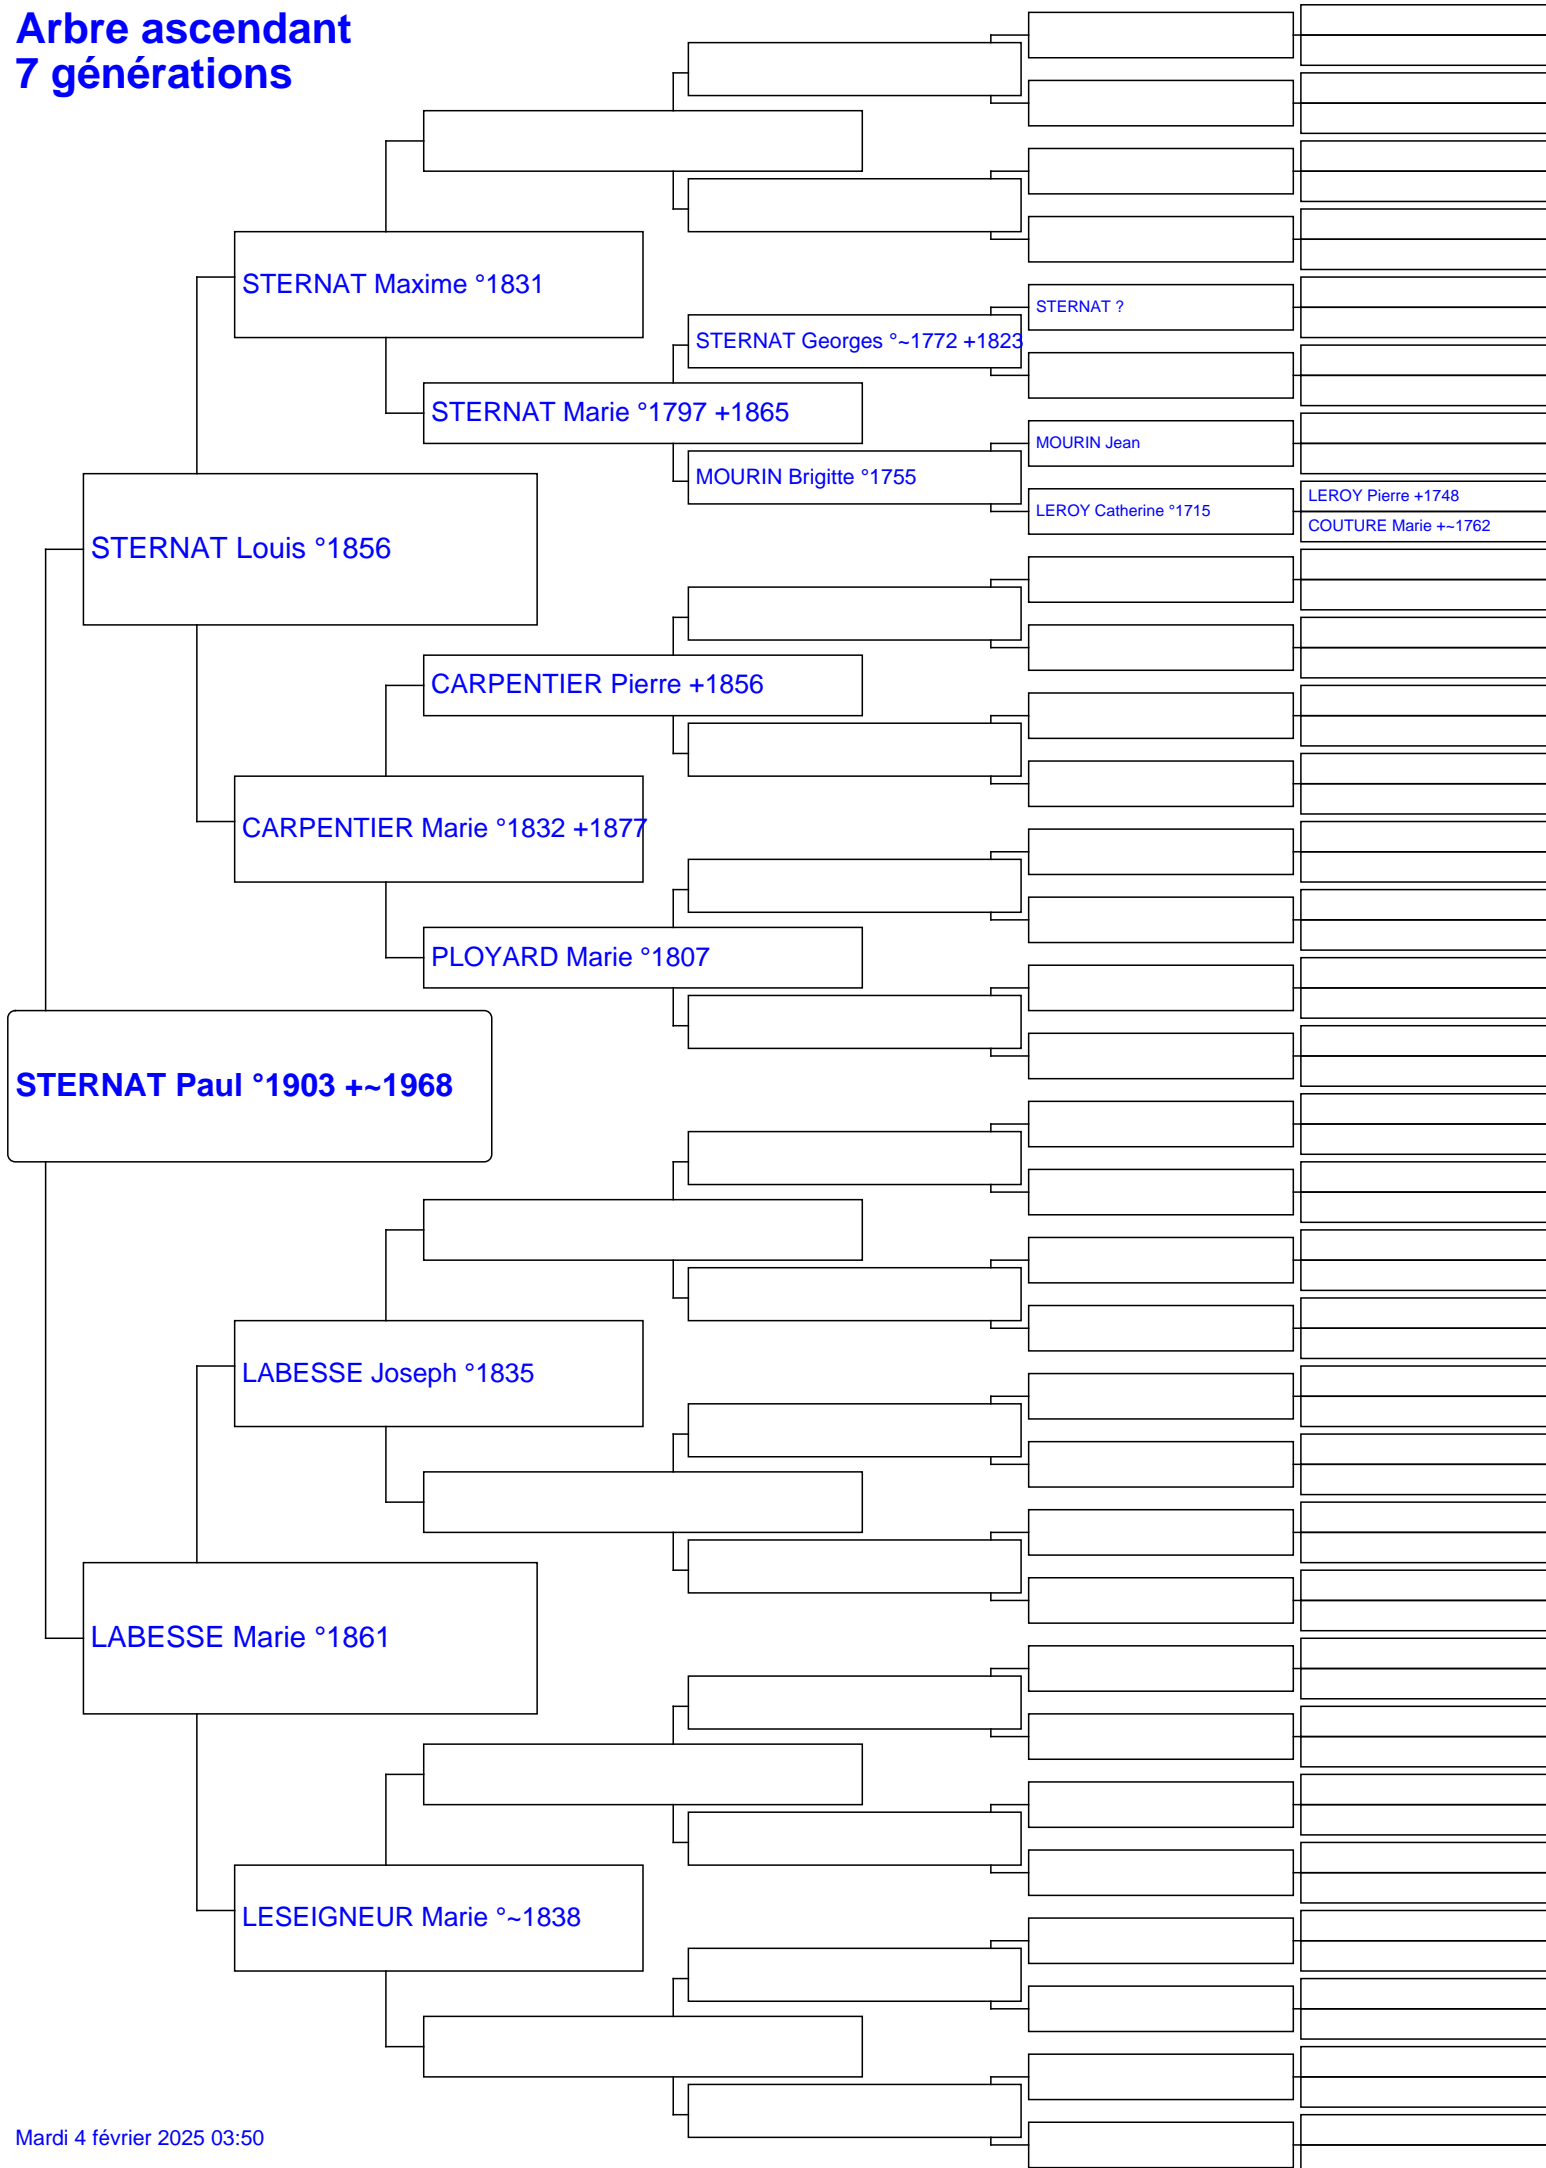 Arbre ascendant
7 générations
STERNAT Maxime °1831
STERNAT ?
STERNAT Georges °~1772 +1823
STERNAT Marie °1797 +1865
MOURIN Jean
MOURIN Brigitte °1755
LEROY Pierre +1748
LEROY Catherine °1715
COUTURE Marie +~1762
STERNAT Louis °1856
CARPENTIER Pierre +1856
CARPENTIER Marie °1832 +1877
PLOYARD Marie °1807
STERNAT Paul °1903 +~1968
LABESSE Joseph °1835
LABESSE Marie °1861
LESEIGNEUR Marie °~1838
Mardi 4 février 2025 03:50